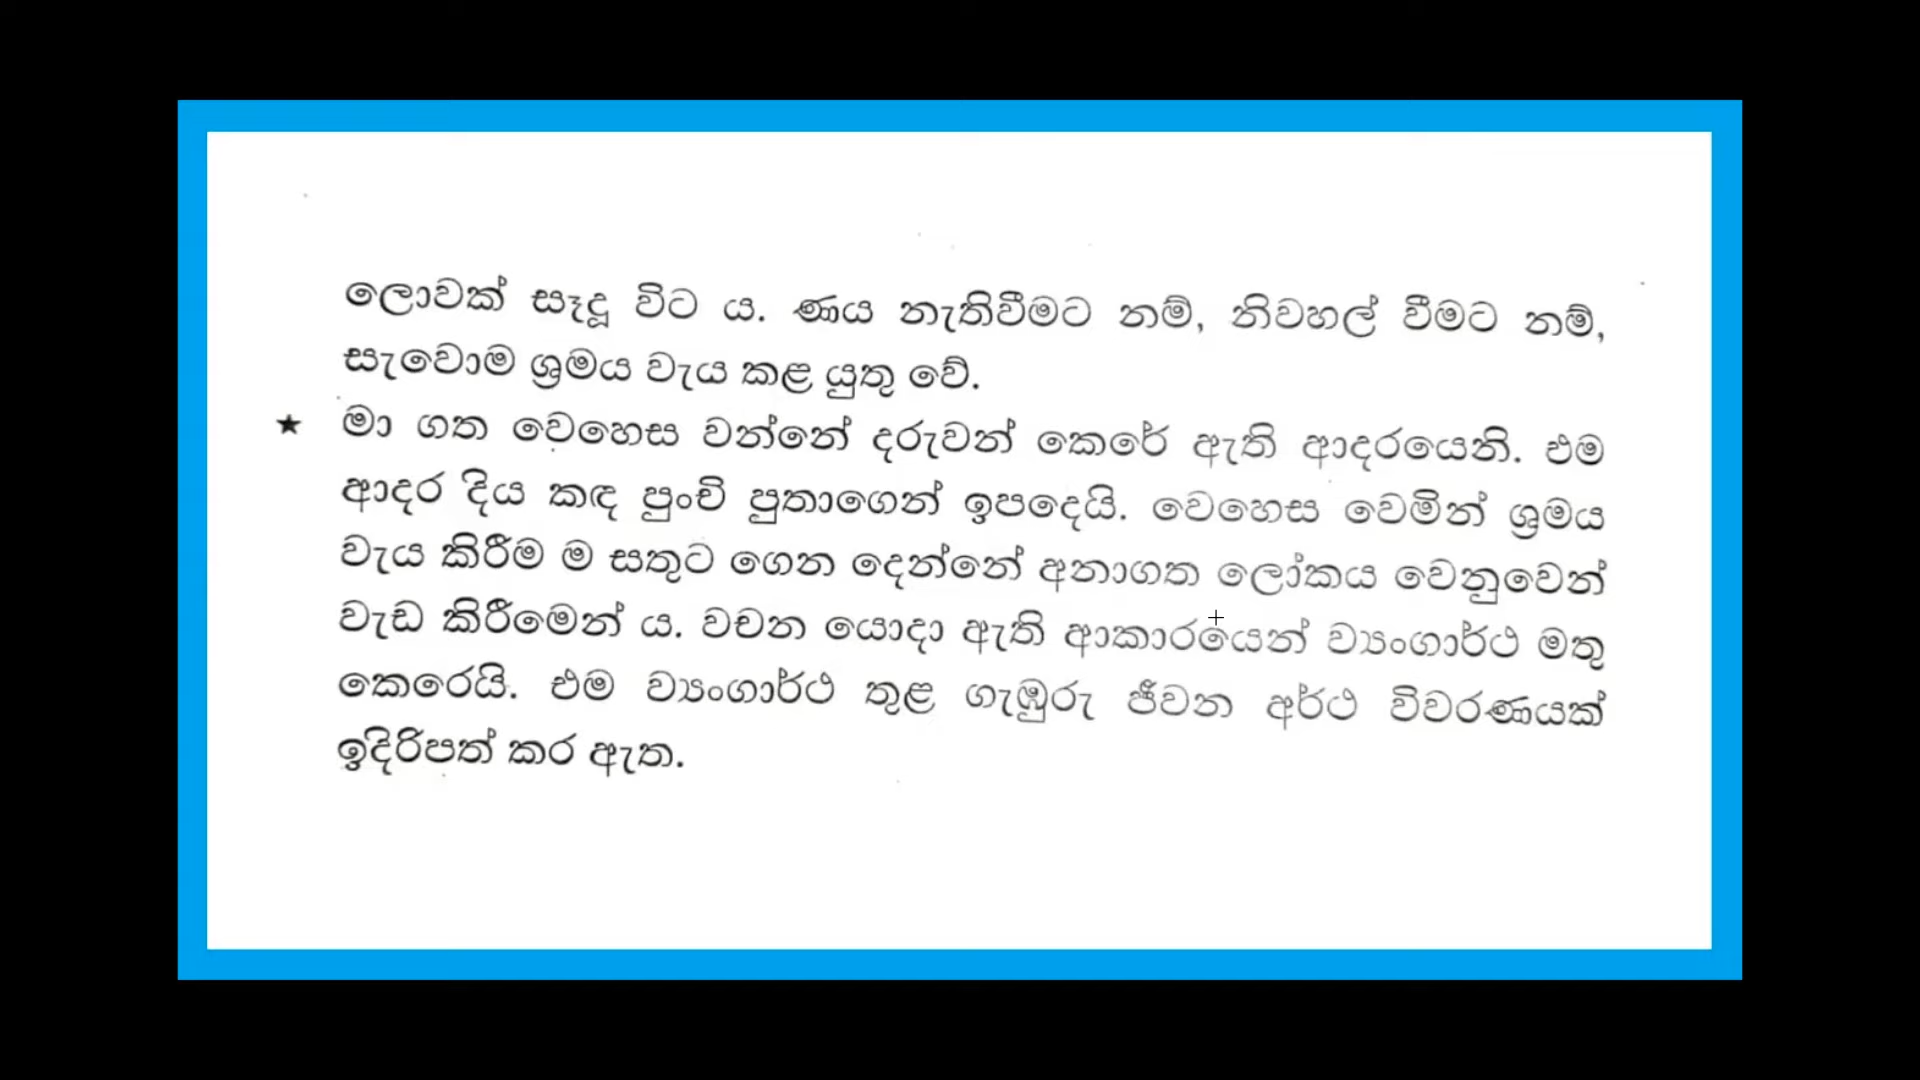 ලොවක් සෑදූ විට ය. ණය නැතිවීමට නම්, නිවහල් වීමට නම්,
සැවොම ශ්‍රමය වැය කළ යුතු වේ.
★ මා ගත වෙහෙස වන්නේ දරුවන් කෙරේ ඇති ආදරයෙනි. එම
ආදර දිය කඳ පුංචි පුතාගෙන් ඉපදෙයි. වෙහෙස වෙමින් ශ්‍රමය
වැය කිරීම ම සතුට ගෙන දෙන්නේ අනාගත ලෝකය වෙනුවෙන්
වැඩ කිරීමෙන් ය. වචන යොදා ඇති ආකාරයෙන් ව්‍යංගාර්ථ මතු
කෙරෙයි. එම ව්‍යංගාර්ථ තුළ ගැඹුරු ජීවන අර්ථ විවරණයක්
ඉදිරිපත් කර ඇත.